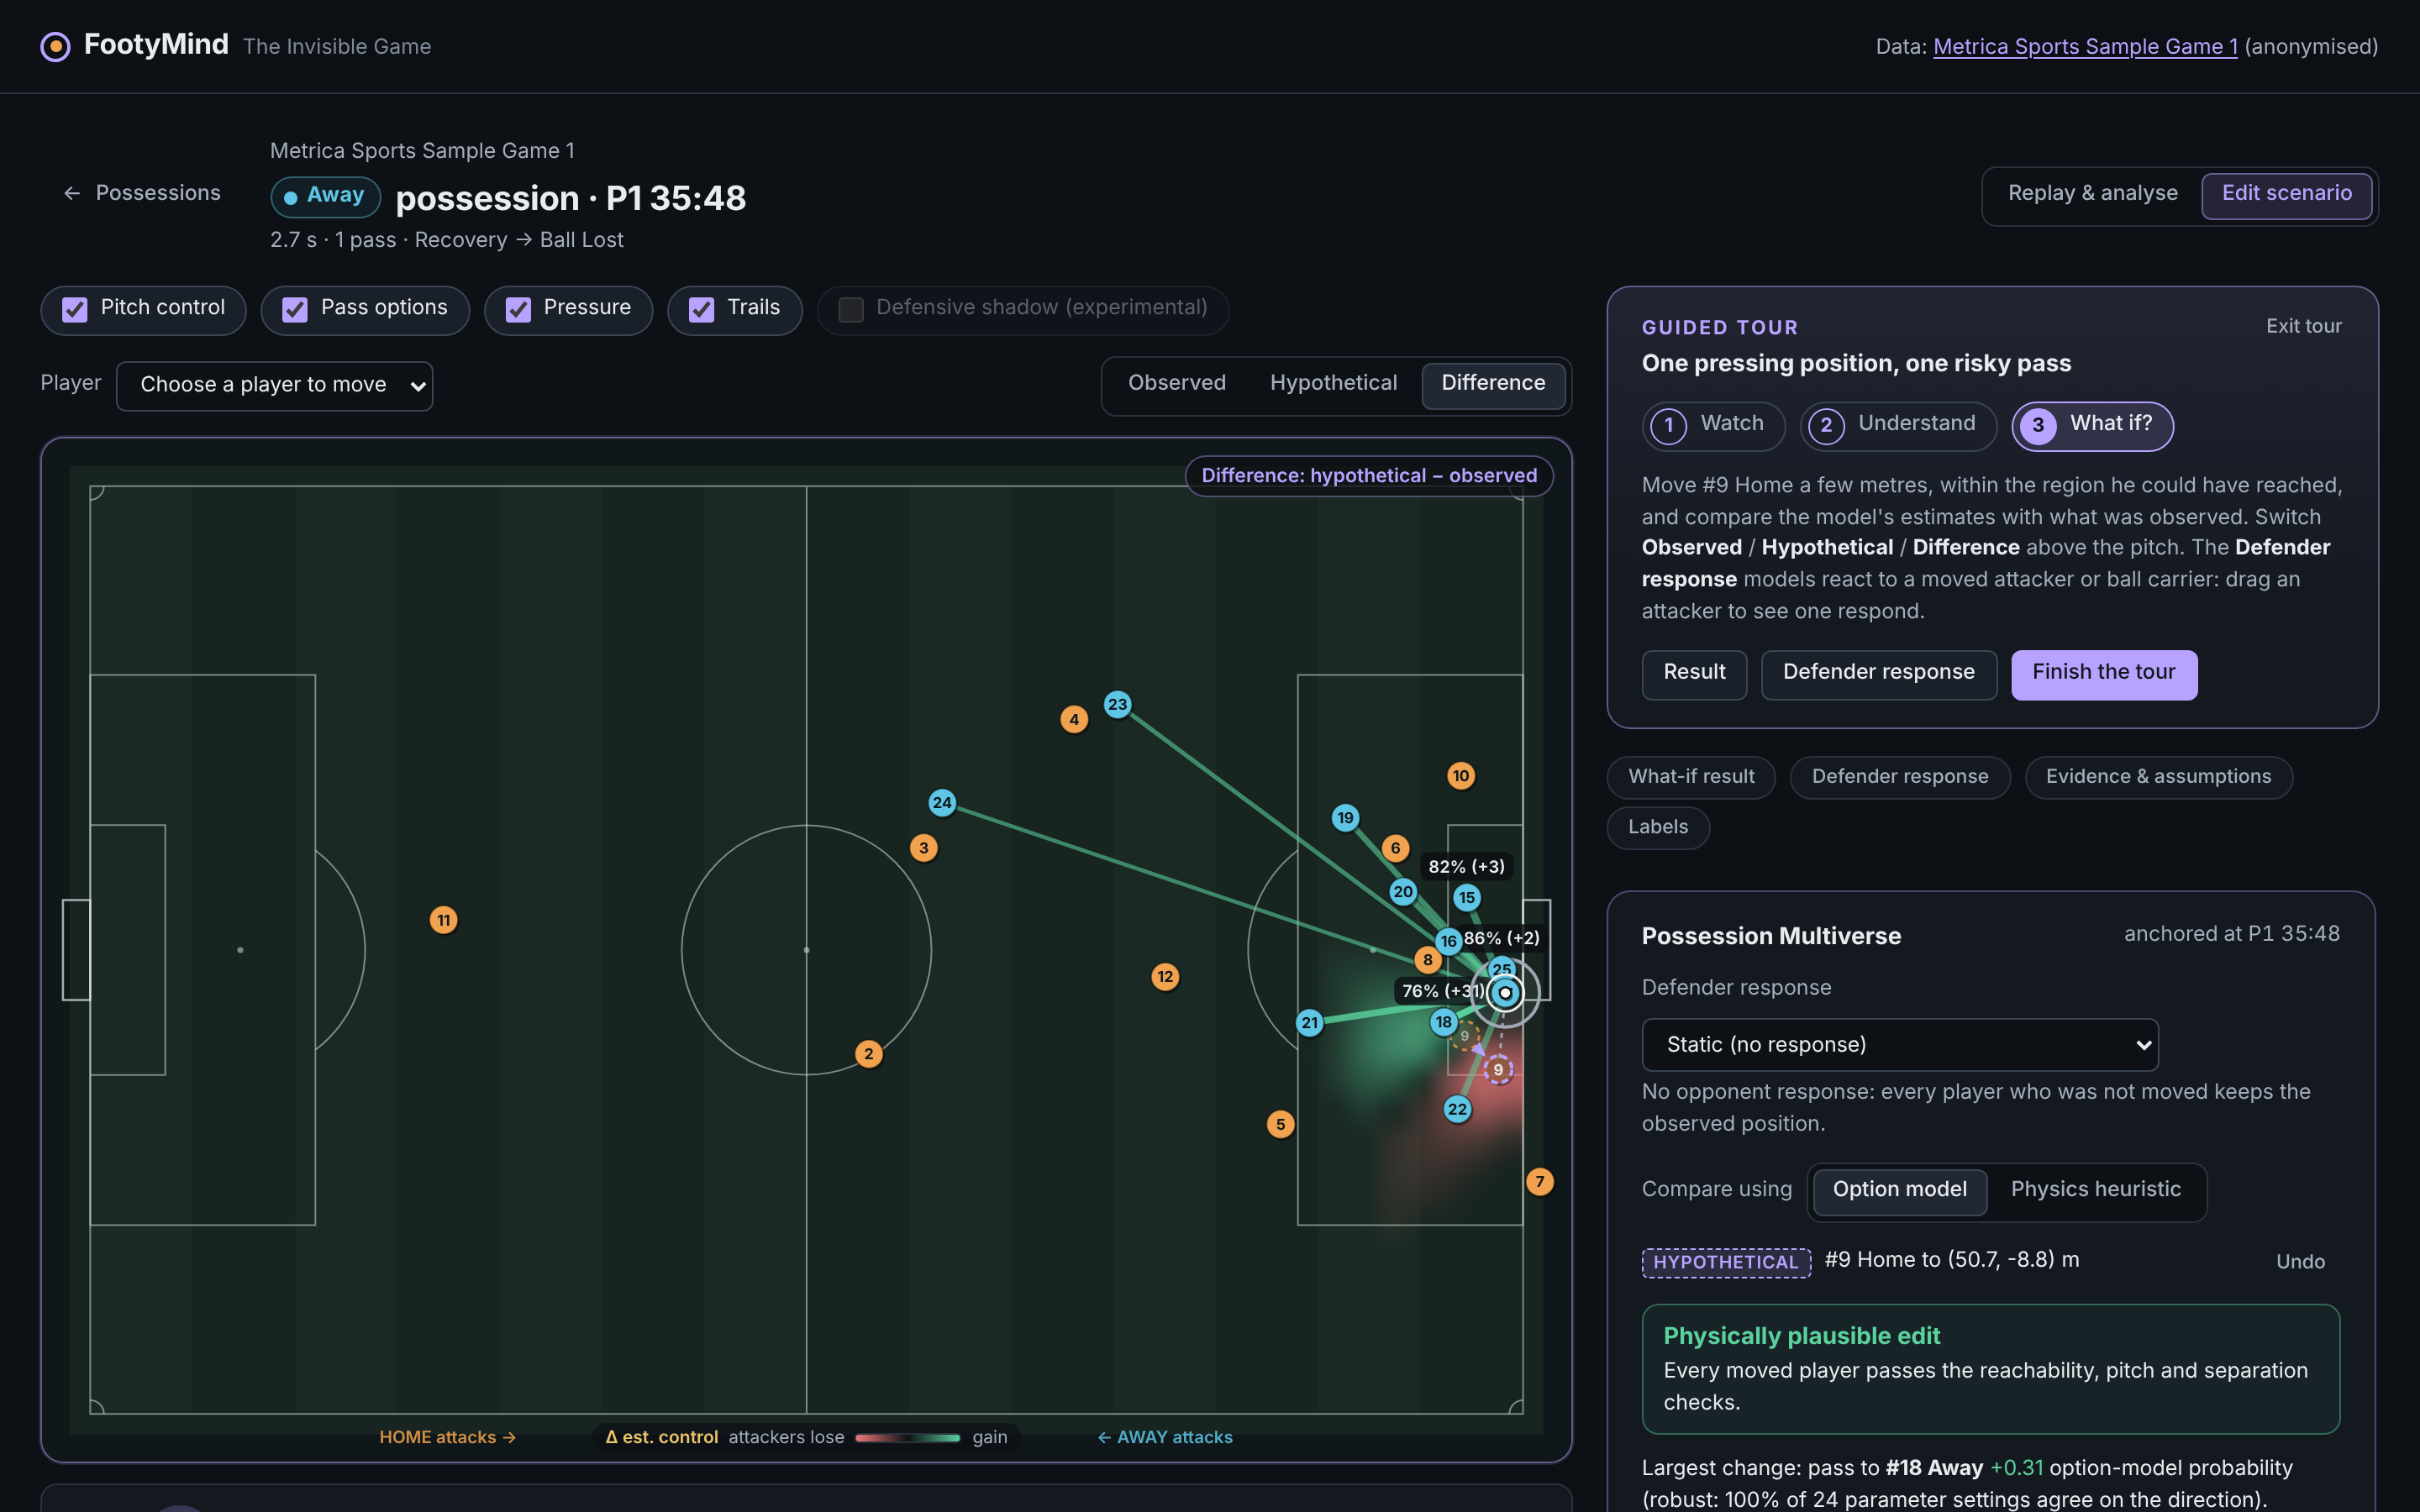 FootyMind The Invisible Game
Data: Metrica Sports Sample Game 1 (anonymised)
← Possessions
Metrica Sports Sample Game 1
Away possession · P1 35:48
2.7 s · 1 pass · Recovery → Ball Lost
Replay & analyse
Edit scenario
Pitch control
Pass options
Pressure
Trails
Defensive shadow (experimental)
Player
Choose a player to move
Observed
Hypothetical
Difference
Difference: hypothetical – observed
23
4
10
24
19
3
6
82% (+3)
20
15
11
16
86% (+2)
8
25
12
76% (+31)
21
18
9
2
9
22
5
7
HOME attacks →
Δ est. control attackers lose gain
← AWAY attacks
GUIDED TOUR
Exit tour
One pressing position, one risky pass
1 Watch
2 Understand
3 What if?
Move #9 Home a few metres, within the region he could have reached,
and compare the model's estimates with what was observed. Switch
Observed / Hypothetical / Difference above the pitch. The Defender
response models react to a moved attacker or ball carrier: drag an
attacker to see one respond.
Result
Defender response
Finish the tour
What-if result
Defender response
Evidence & assumptions
Labels
Possession Multiverse
anchored at P1 35:48
Defender response
Static (no response)
No opponent response: every player who was not moved keeps the
observed position.
Compare using
Option model
Physics heuristic
HYPOTHETICAL #9 Home to (50.7, -8.8) m
Undo
Physically plausible edit
Every moved player passes the reachability, pitch and separation
checks.
Largest change: pass to #18 Away +0.31 option-model probability
(robust: 100% of 24 parameter settings agree on the direction).